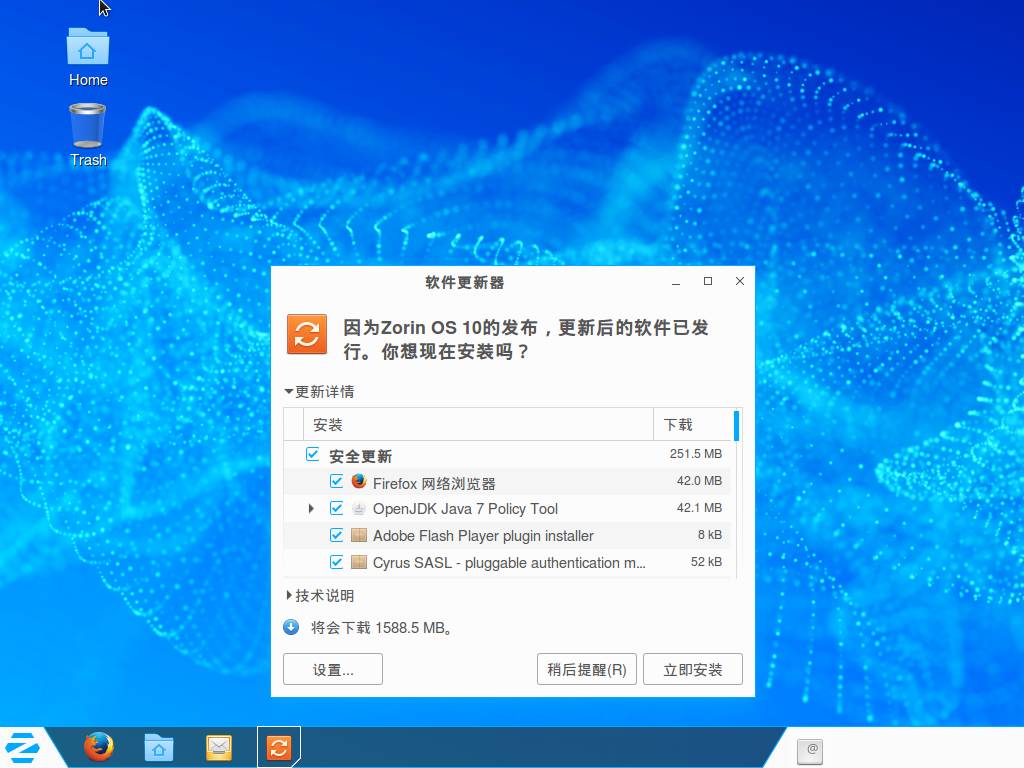 Home
Trash
软件更新器
因为Zorin OS 10的发布，更新后的软件已发
行。你想现在安装吗？
更新详情
安装 下载
安全更新 251.5 MB
Firefox 网络浏览器 42.0 MB
OpenJDK Java 7 Policy Tool 42.1 MB
Adobe Flash Player plugin installer 8 kB
Cyrus SASL - pluggable authentication m... 52 kB
技术说明
将会下载 1588.5 MB。
设置... 稍后提醒(R) 立即安装
@